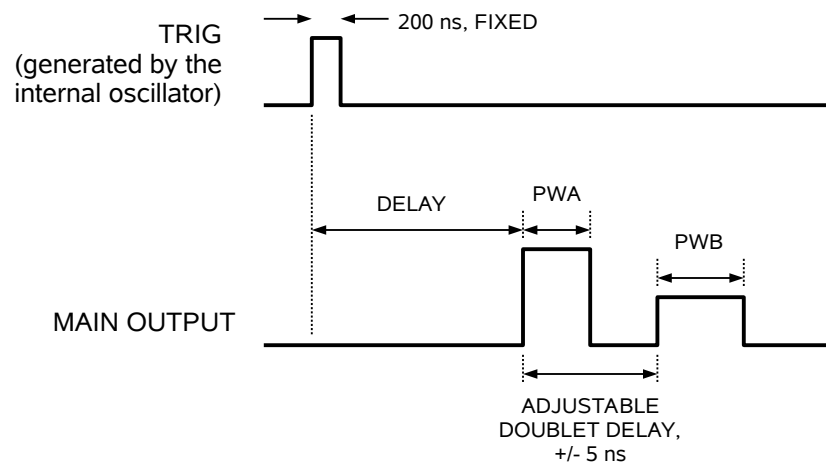 200 ns, FIXED
TRIG
(generated by the
internal oscillator)
DELAY
PWA
PWB
MAIN OUTPUT
ADJUSTABLE
DOUBLET DELAY,
+/- 5 ns